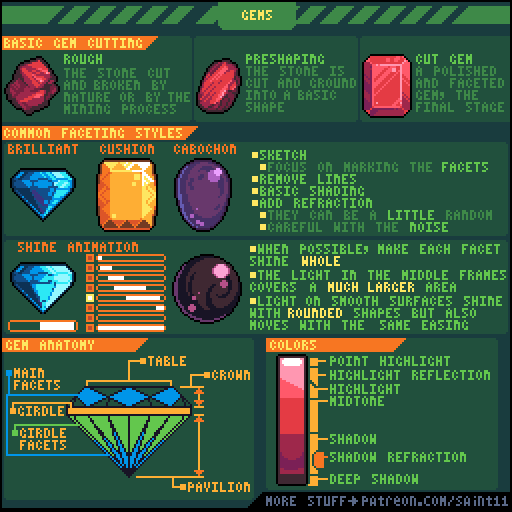 GEMS
BASIC GEM CUTTING
ROUGH
THE STONE CUT
AND BROKEN BY
NATURE OR BY THE
MINING PROCESS
PRESHAPING
THE STONE IS
CUT AND GROUND
INTO A BASIC
SHAPE
CUT GEM
A POLISHED
AND FACETED
GEM, THE
FINAL STAGE
COMMON FACETING STYLES
BRILLIANT
CUSHION
CABOCHON
SKETCH
FOCUS ON MARKING THE FACETS
REMOVE LINES
BASIC SHADING
ADD REFRACTION
THEY CAN BE A LITTLE RANDOM
CAREFUL WITH THE NOISE
SHINE ANIMATION
WHEN POSSIBLE, MAKE EACH FACET
SHINE WHOLE
THE LIGHT IN THE MIDDLE FRAMES
COVERS A MUCH LARGER AREA
LIGHT ON SMOOTH SURFACES SHINE
WITH ROUNDED SHAPES BUT ALSO
MOVES WITH THE SAME EASING
GEM ANATOMY
TABLE
MAIN
FACETS
CROWN
GIRDLE
GIRDLE
FACETS
PAVILION
COLORS
POINT HIGHLIGHT
HIGHLIGHT REFLECTION
HIGHLIGHT
MIDTONE
SHADOW
SHADOW REFRACTION
DEEP SHADOW
MORE STUFF→PATREON.COM/SAINT11